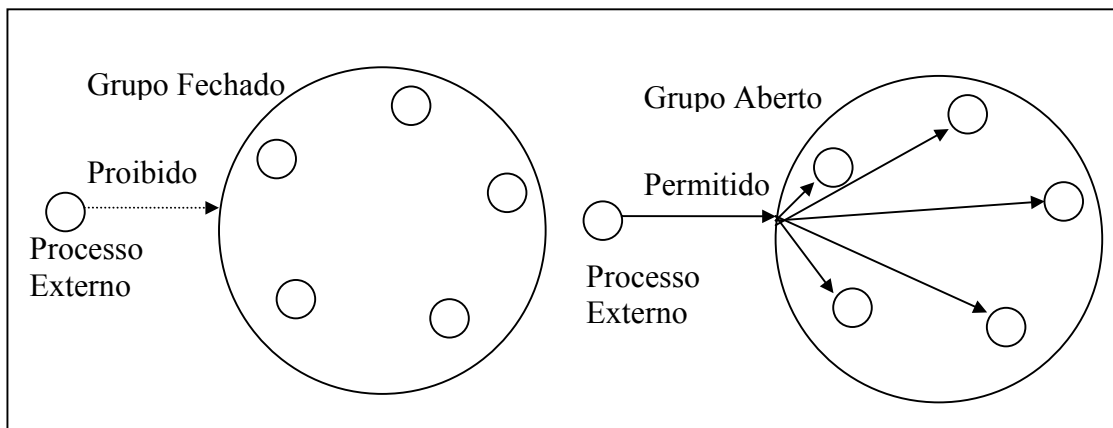 Grupo Fechado
Proibido
Processo
Externo
Grupo Aberto
Permitido
Processo
Externo